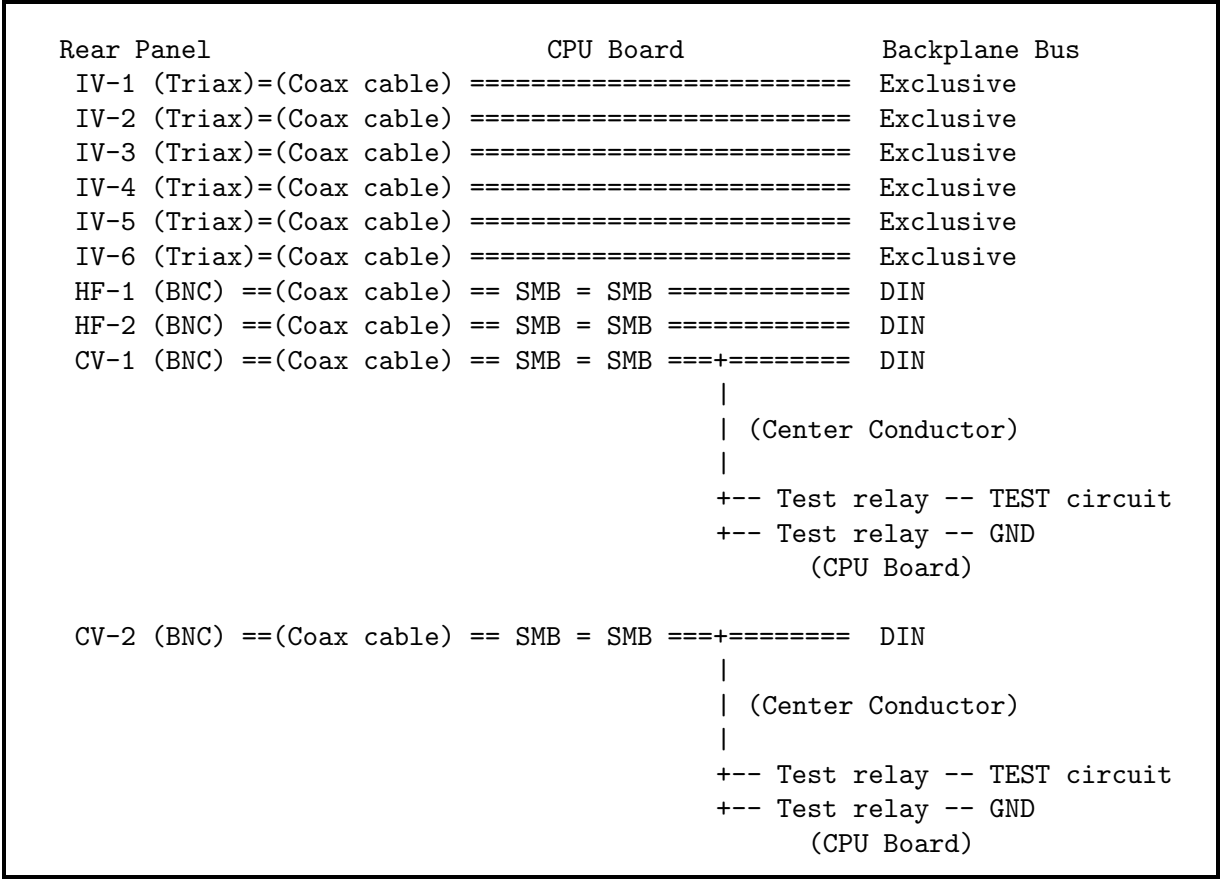 Rear Panel                      CPU Board             Backplane Bus
 IV-1 (Triax)=(Coax cable) =========================  Exclusive
 IV-2 (Triax)=(Coax cable) =========================  Exclusive
 IV-3 (Triax)=(Coax cable) =========================  Exclusive
 IV-4 (Triax)=(Coax cable) =========================  Exclusive
 IV-5 (Triax)=(Coax cable) =========================  Exclusive
 IV-6 (Triax)=(Coax cable) =========================  Exclusive
 HF-1 (BNC) ==(Coax cable) == SMB = SMB ============  DIN
 HF-2 (BNC) ==(Coax cable) == SMB = SMB ============  DIN
 CV-1 (BNC) ==(Coax cable) == SMB = SMB ===+========  DIN
                                           |
                                           | (Center Conductor)
                                           |
                                           +-- Test relay -- TEST circuit
                                           +-- Test relay -- GND
                                                 (CPU Board)
 CV-2 (BNC) ==(Coax cable) == SMB = SMB ===+========  DIN
                                           |
                                           | (Center Conductor)
                                           |
                                           +-- Test relay -- TEST circuit
                                           +-- Test relay -- GND
                                                 (CPU Board)